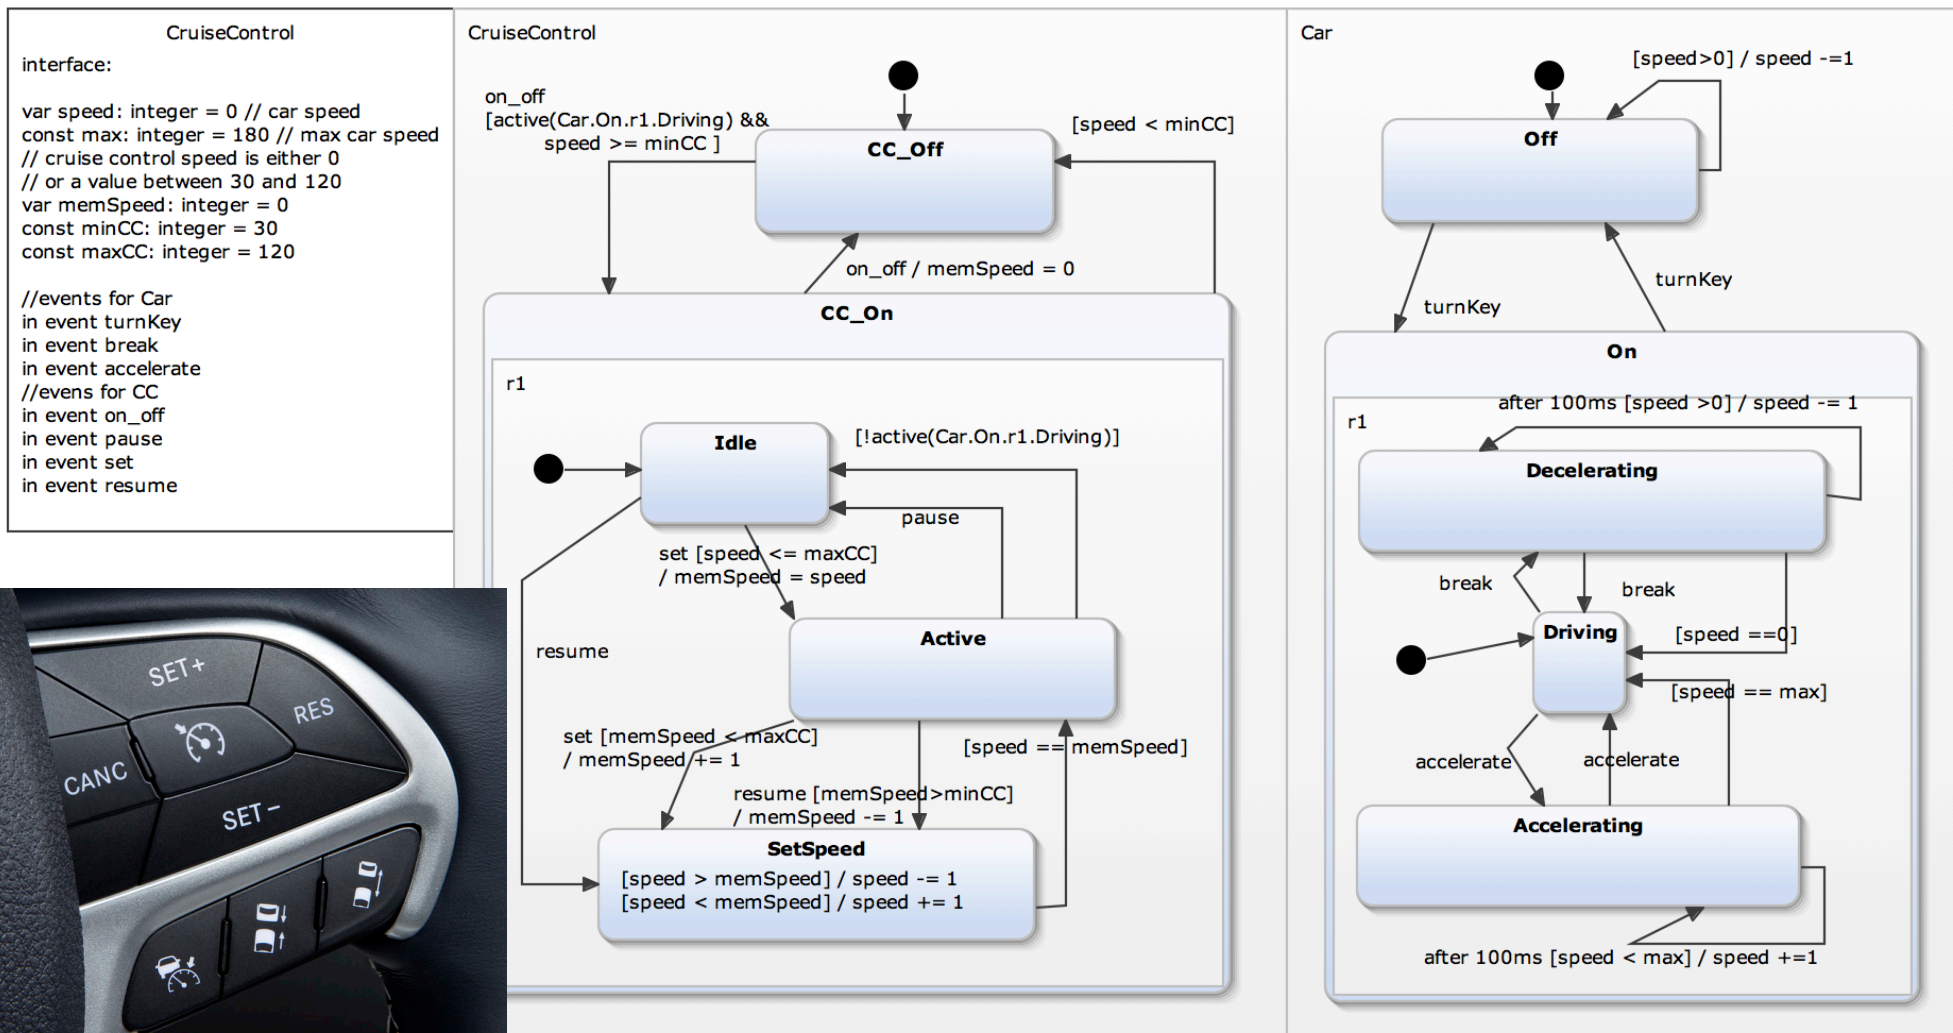 CruiseControl
interface:
var speed: integer = 0 // car speed
const max: integer = 180 // max car speed
// cruise control speed is either 0
// or a value between 30 and 120
var memSpeed: integer = 0
const minCC: integer = 30
const maxCC: integer = 120
//events for Car
in event turnKey
in event break
in event accelerate
//evens for CC
in event on_off
in event pause
in event set
in event resume
SET+
RES
CANC
SET-
CruiseControl
on_off
[active(Car.On.r1.Driving) &&
speed >= minCC ]
CC_Off
[speed < minCC]
on_off / memSpeed = 0
CC_On
r1
Idle
[!active(Car.On.r1.Driving)]
pause
set [speed <= maxCC]
/ memSpeed = speed
resume
Active
set [memSpeed < maxCC]
/ memSpeed += 1
[speed == memSpeed]
resume [memSpeed>minCC]
/ memSpeed -= 1
SetSpeed
[speed > memSpeed] / speed -= 1
[speed < memSpeed] / speed += 1
Car
[speed>0] / speed -=1
Off
turnKey
turnKey
On
after 100ms [speed >0] / speed -= 1
r1
Decelerating
break
break
Driving
[speed ==0]
[speed == max]
accelerate
accelerate
Accelerating
after 100ms [speed < max] / speed +=1